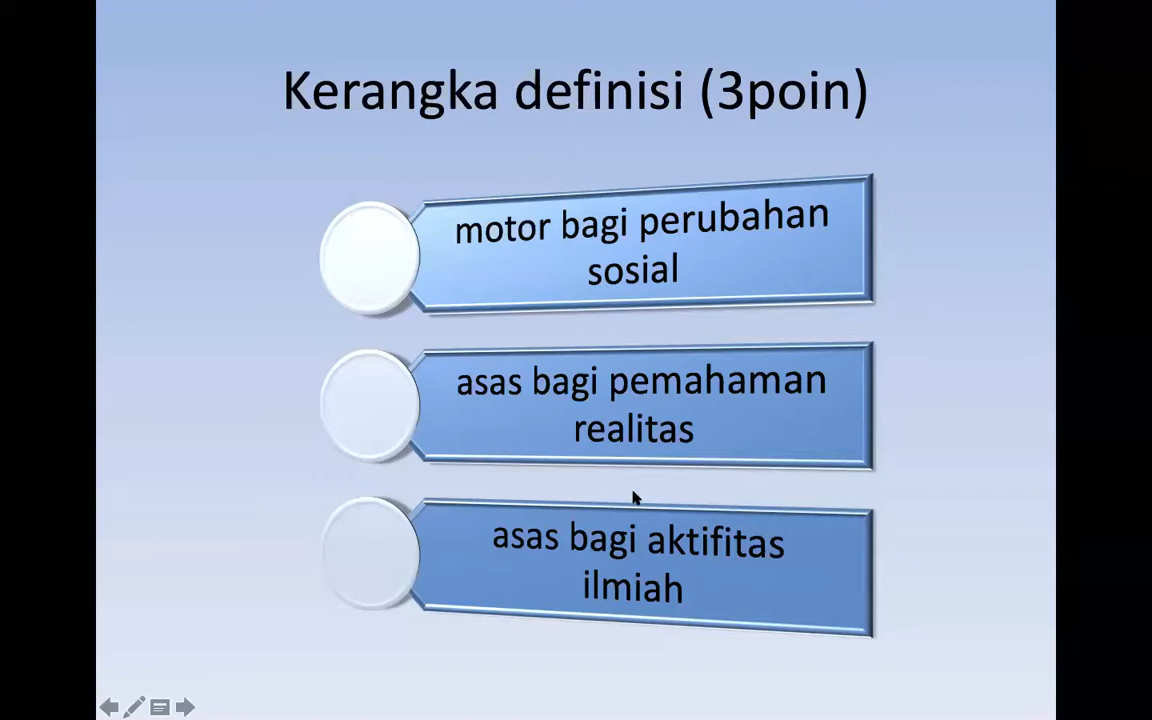 Kerangka definisi (3poin)
motor bagi perubahan
sosial
asas bagi pemahaman
realitas
asas bagi aktifitas
ilmiah